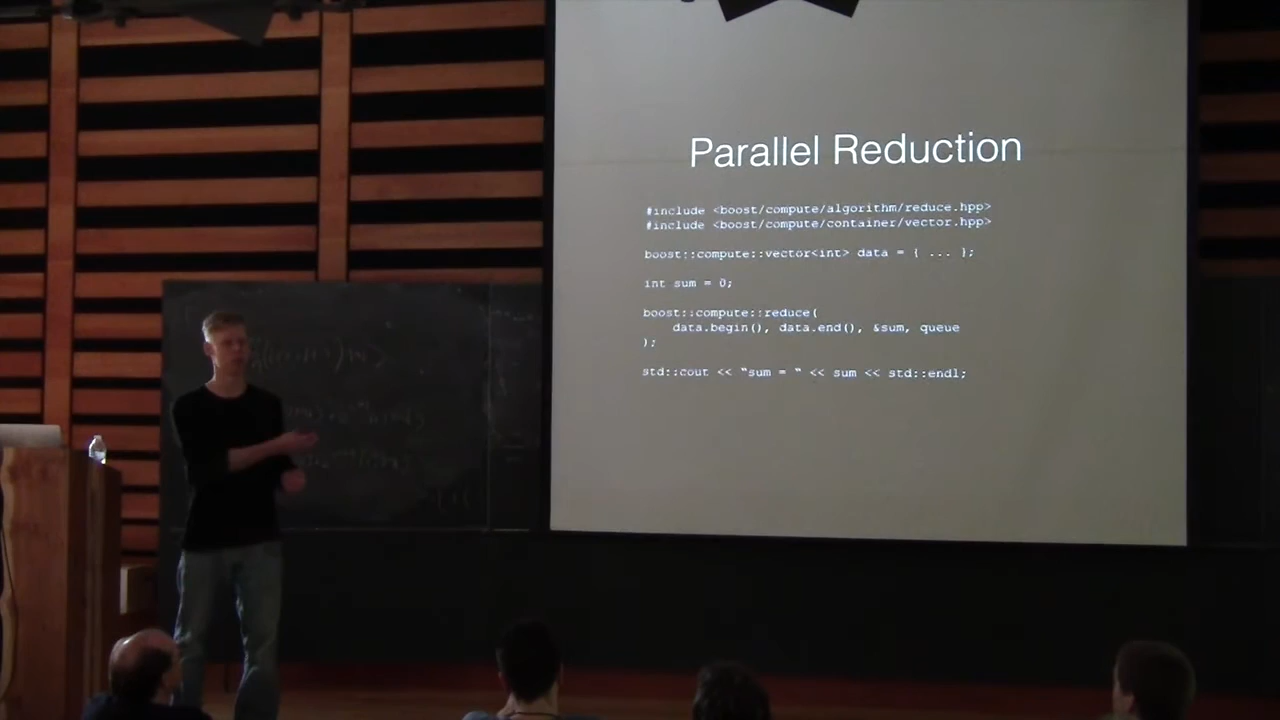 Parallel Reduction
#include <boost/compute/algorithm/reduce.hpp>
#include <boost/compute/container/vector.hpp>
boost::compute::vector<int> data = { ... };
int sum = 0;
boost::compute::reduce(
data.begin(), data.end(), &sum, queue
);
std::cout << "sum = “ << sum << std::endl;